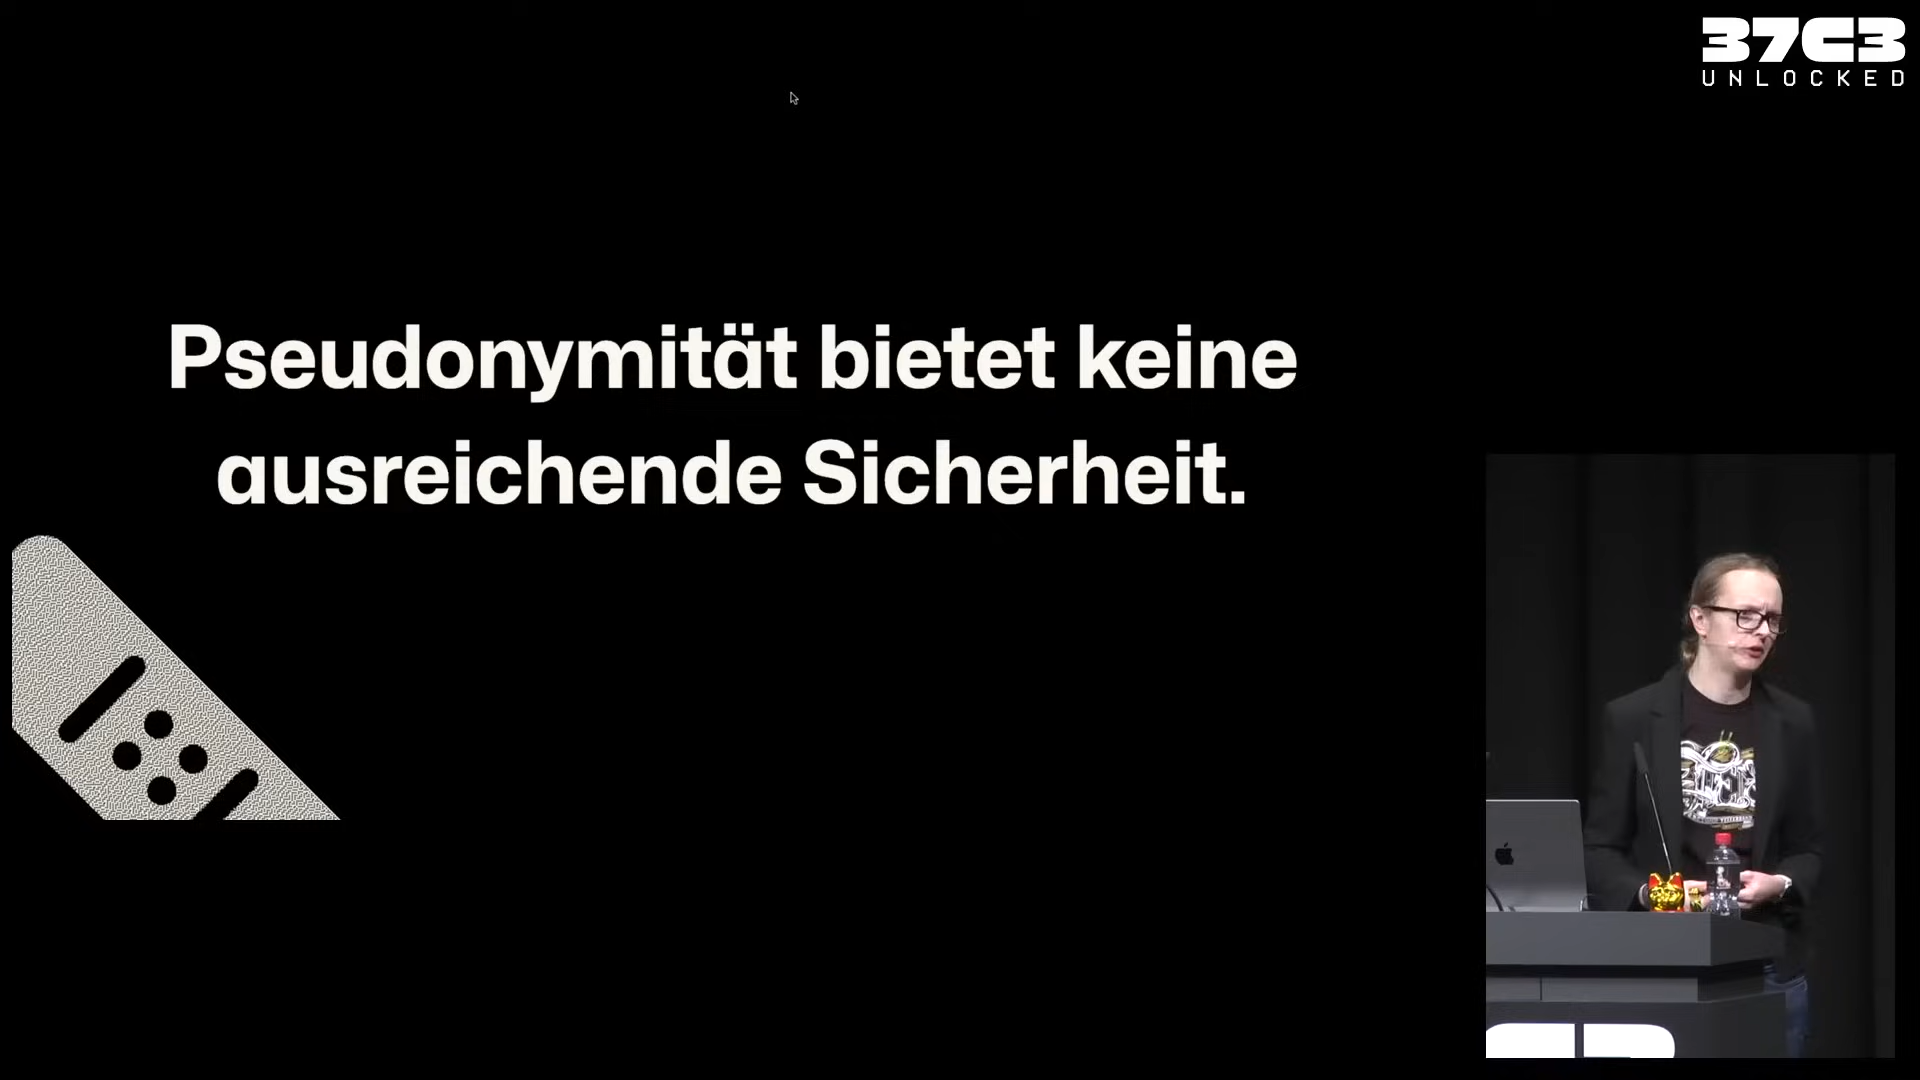 37C3
UNLOCKED
Pseudonymität bietet keine
ausreichende Sicherheit.